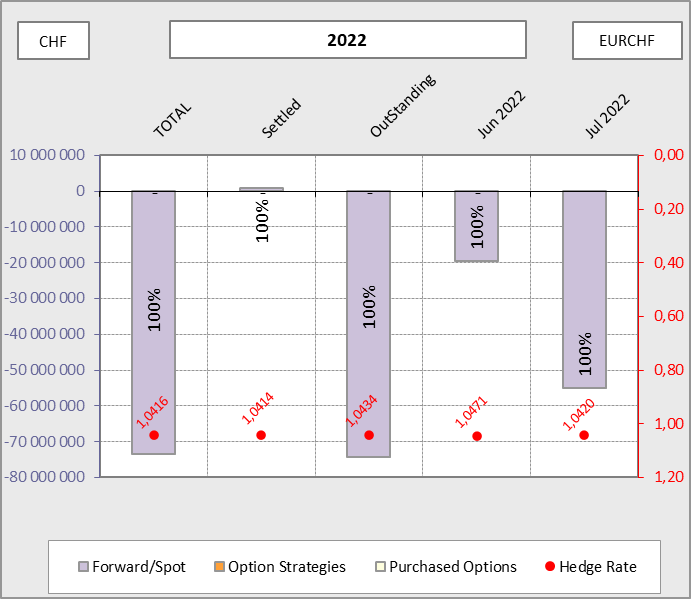 CHF
2022
EURCHF
TOTAL
Settled
OutStanding
Jun 2022
Jul 2022
10 000 000
0
-10 000 000
-20 000 000
-30 000 000
-40 000 000
-50 000 000
-60 000 000
-70 000 000
-80 000 000
0,00
0,20
0,40
0,60
0,80
1,00
1,20
100%
100%
100%
100%
100%
1,0416
1,0414
1,0434
1,0471
1,0420
Forward/Spot
Option Strategies
Purchased Options
Hedge Rate